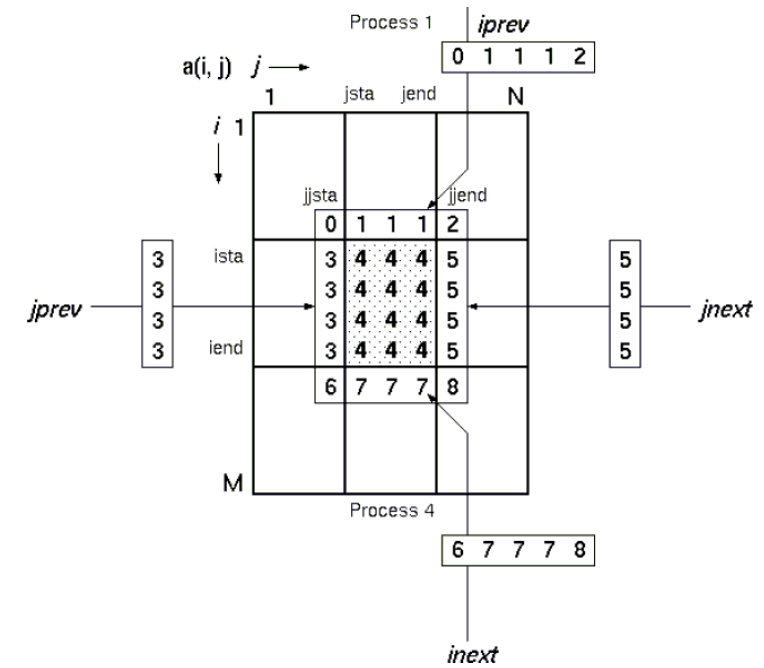 Process 1 iprev
0 1 1 1 2
a(i, j) j
1 jsta jend N
i 1
jjsta jjend
0 1 1 1 2
3 ista 3 4 4 4 5 5
3 3 4 4 4 5 5
jprev 3 3 4 4 4 5 5 jnext
3 iend 3 4 4 4 5 5
6 7 7 7 8
M
Process 4
6 7 7 7 8
inext